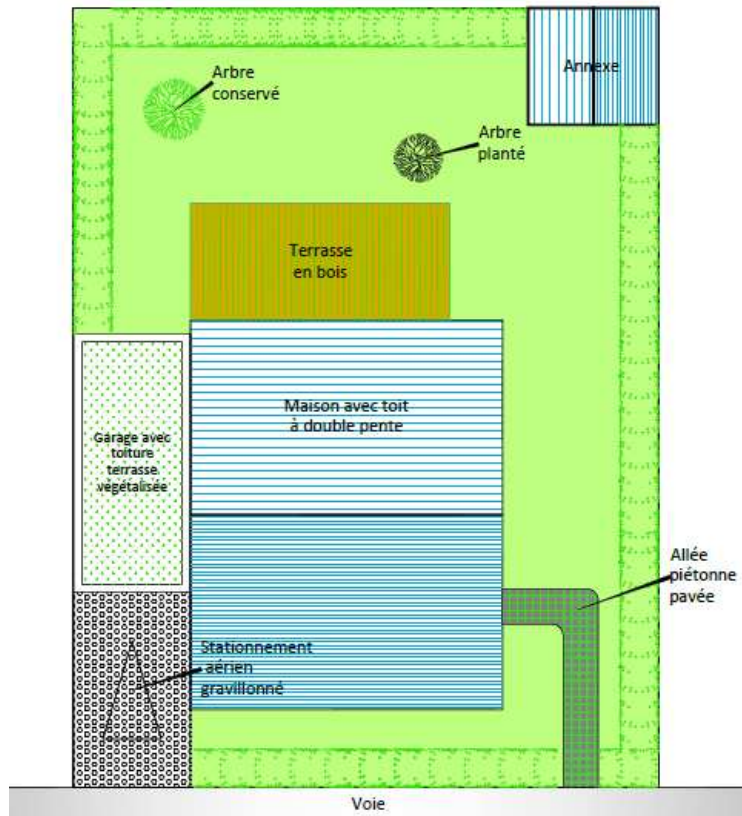 Annexe
Arbre
conservé
Arbre
planté
Terrasse
en bois
Maison avec toit
à double pente
Garage avec
toiture
terrasse
végétalisée
Allée
piétonne
pavée
Stationnement
aérien
gravillonné
Voie